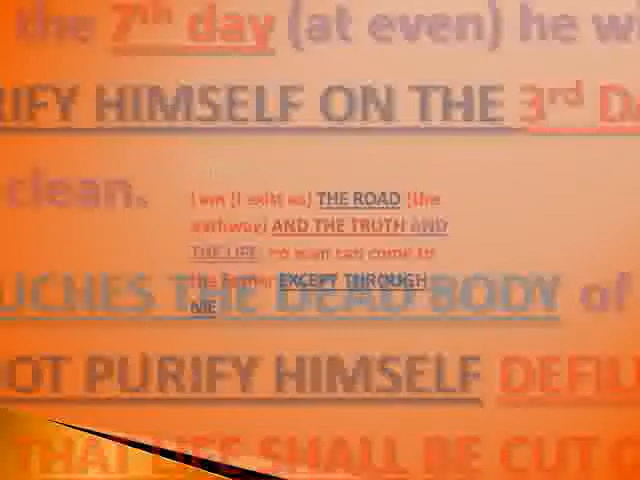 the 7th day (at even) he w
RIFY HIMSELF ON THE 3rd D
clean.
I am (I exist as) THE ROAD (the
pathway) AND THE TRUTH AND
THE LIFE: no man can come to
the Father EXCEPT THROUGH
ME
UCHES THE DEAD BODY of
OT PURIFY HIMSELF DEFIL
THAT LIFE SHALL BE CUT O